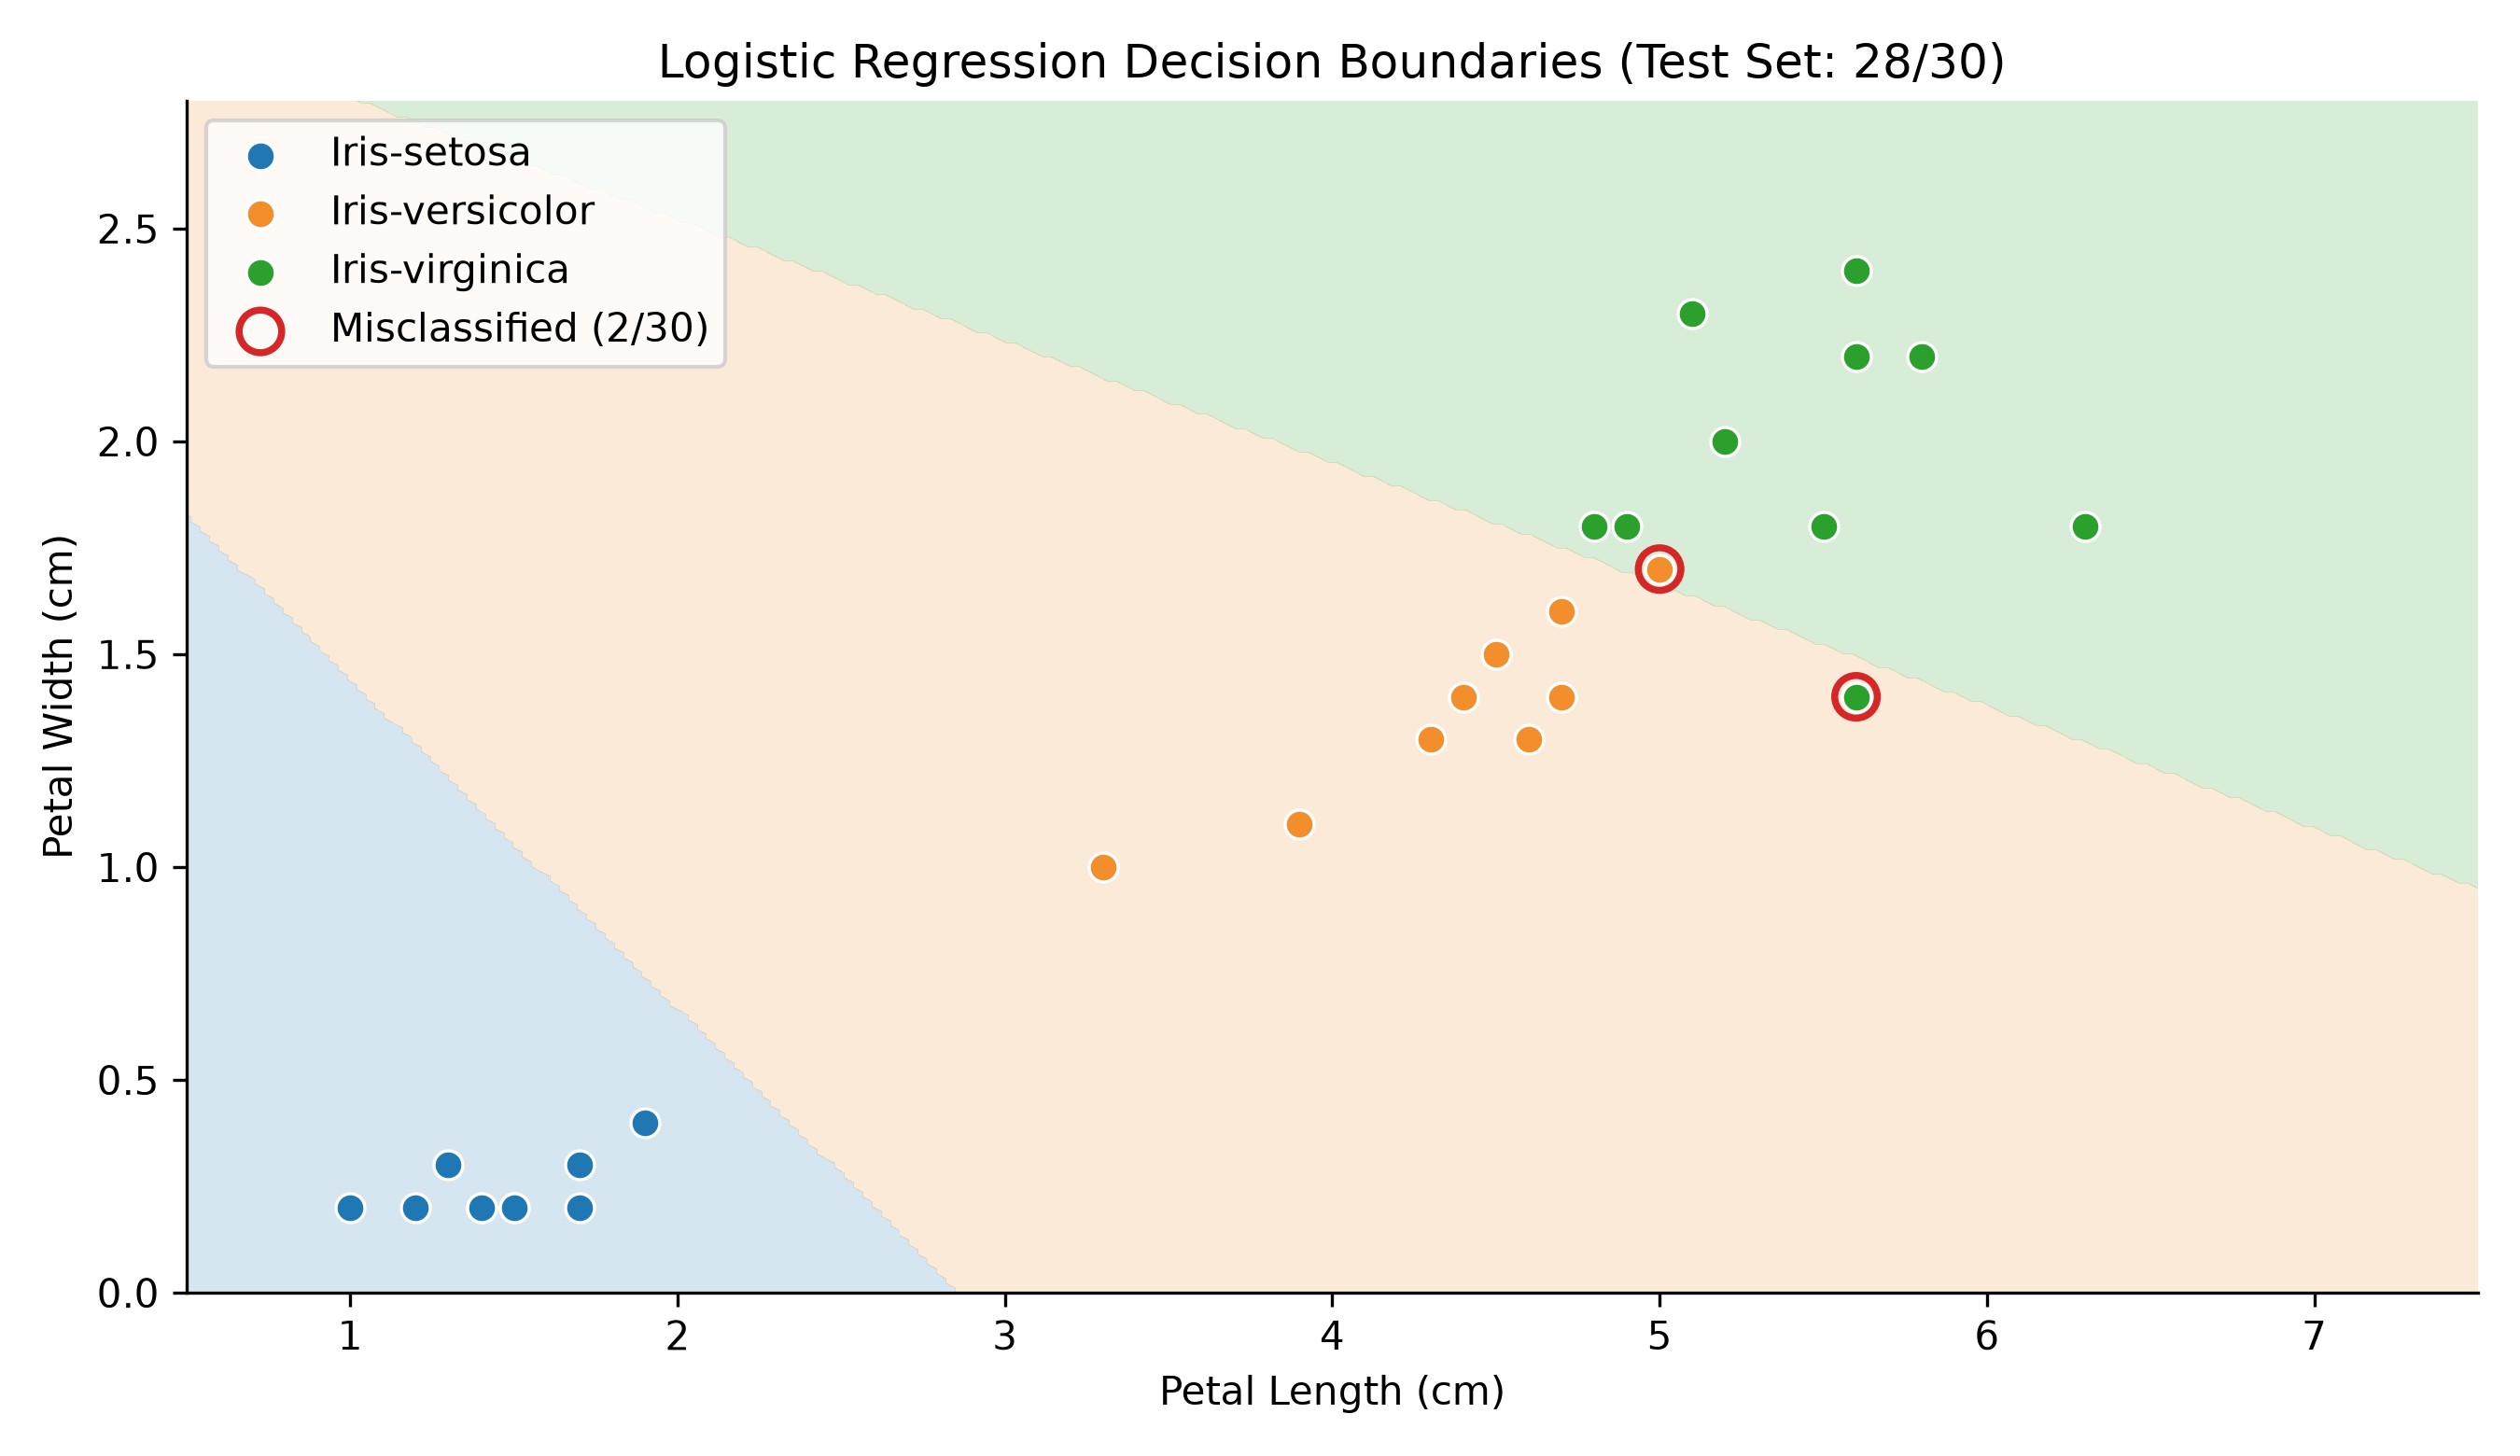 Logistic Regression Decision Boundaries (Test Set: 28/30)
Iris-setosa
Iris-versicolor
Iris-virginica
Misclassified (2/30)
Petal Width (cm)
2.5
2.0
1.5
1.0
0.5
0.0
1 2 3 4 5 6 7
Petal Length (cm)